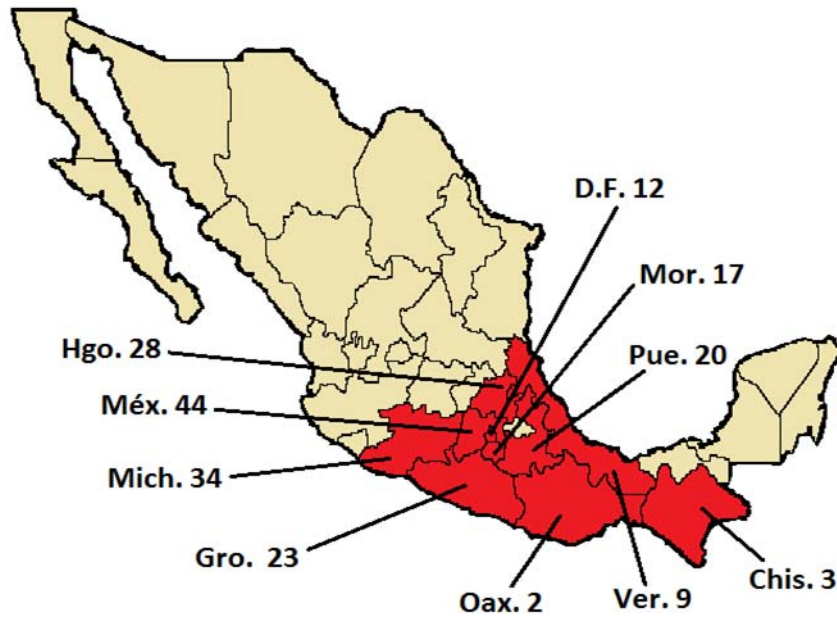 D.F. 12
Mor. 17
Hgo. 28
Pue. 20
Méx. 44
Mich. 34
Gro. 23
Chis. 3
Oax. 2
Ver. 9